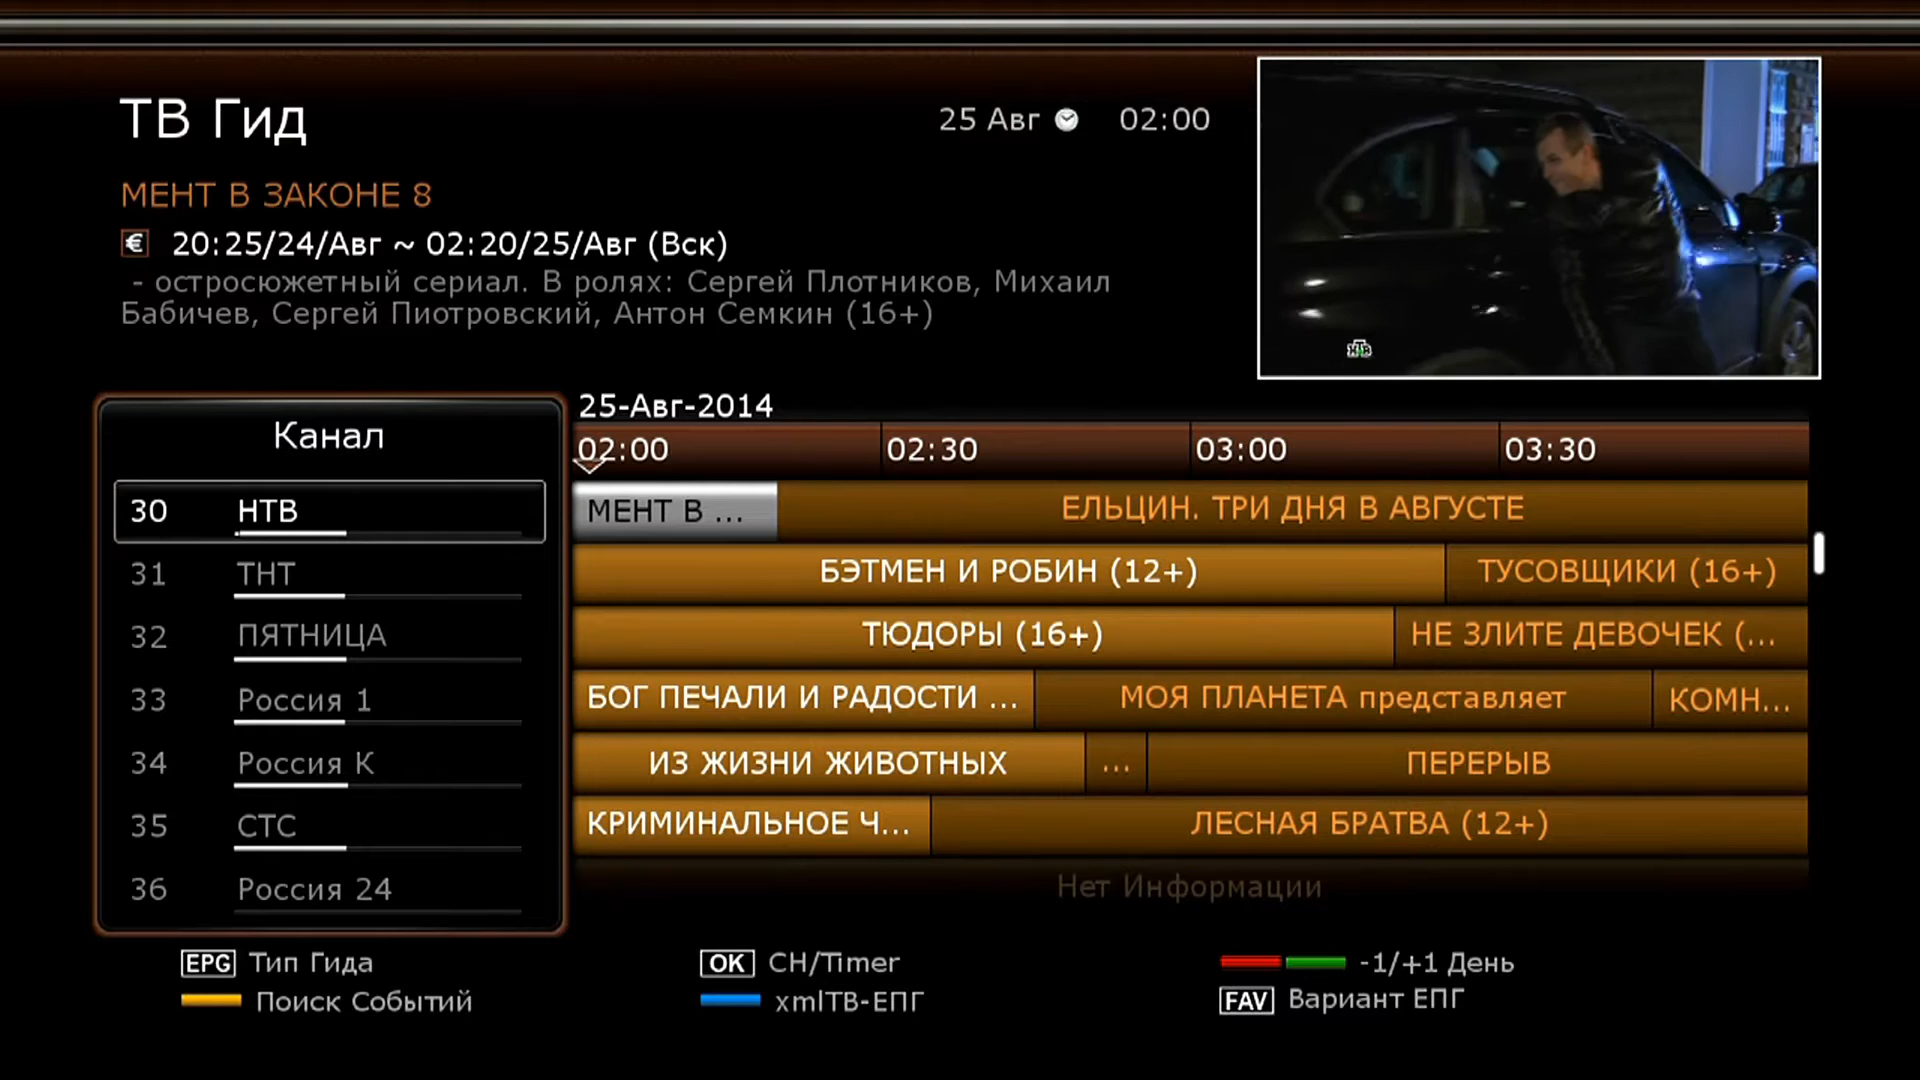 ТВ Гид
25 Авг 02:00
МЕНТ В ЗАКОНЕ 8
€ 20:25/24/Авг ~ 02:20/25/Авг (Вск)
- остросюжетный сериал. В ролях: Сергей Плотников, Михаил
Бабичев, Сергей Пиотровский, Антон Семкин (16+)
НТВ
25-Авг-2014
Канал
02:00 02:30 03:00 03:30
30 НТВ
МЕНТ В ... ЕЛЬЦИН. ТРИ ДНЯ В АВГУСТЕ
31 ТНТ
БЭТМЕН И РОБИН (12+) ТУСОВЩИКИ (16+)
32 ПЯТНИЦА
ТЮДОРЫ (16+) НЕ ЗЛИТЕ ДЕВОЧЕК (...
33 Россия 1
БОГ ПЕЧАЛИ И РАДОСТИ ... МОЯ ПЛАНЕТА представляет КОМН...
34 Россия К
ИЗ ЖИЗНИ ЖИВОТНЫХ ... ПЕРЕРЫВ
35 СТС
КРИМИНАЛЬНОЕ Ч... ЛЕСНАЯ БРАТВА (12+)
36 Россия 24
Нет Информации
EPG Тип Гида OK CH/Timer -1/+1 День
Поиск Событий xmlТВ-ЕПГ FAV Вариант ЕПГ